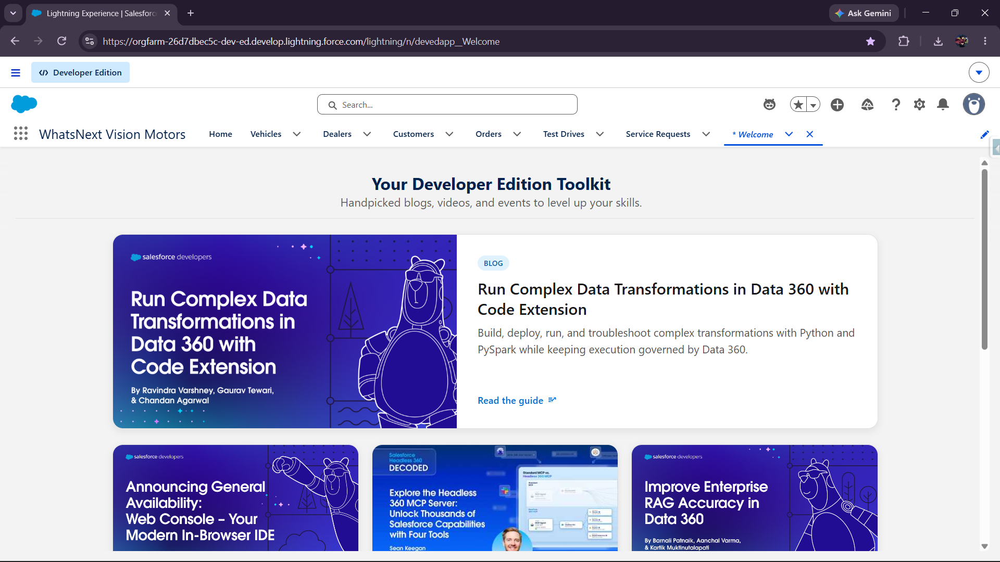 Lightning Experience | Salesforc
Ask Gemini
https://orgfarm-26d7dbec5c-dev-ed.develop.lightning.force.com/lightning/n/devedapp__Welcome
Developer Edition
Search...
WhatsNext Vision Motors
Home
Vehicles
Dealers
Customers
Orders
Test Drives
Service Requests
* Welcome
Your Developer Edition Toolkit
Handpicked blogs, videos, and events to level up your skills.
salesforce developers
Run Complex Data
Transformations in
Data 360 with
Code Extension
By Ravindra Varshney, Gaurav Tewari,
& Chandan Agarwal
BLOG
Run Complex Data Transformations in Data 360 with
Code Extension
Build, deploy, run, and troubleshoot complex transformations with Python and
PySpark while keeping execution governed by Data 360.
Read the guide
salesforce developers
Announcing General
Availability:
Web Console – Your
Modern In-Browser IDE
Salesforce
Headless 360
DECODED
Explore the Headless
360 MCP Server:
Unlock Thousands of
Salesforce Capabilities
with Four Tools
Sean Keegan
Standard MCP vs.
Headless 360 MCP
salesforce developers
Improve Enterprise
RAG Accuracy in
Data 360
By Barnali Patnaik, Aanchal Varma,
& Kartik Muktinutalapati